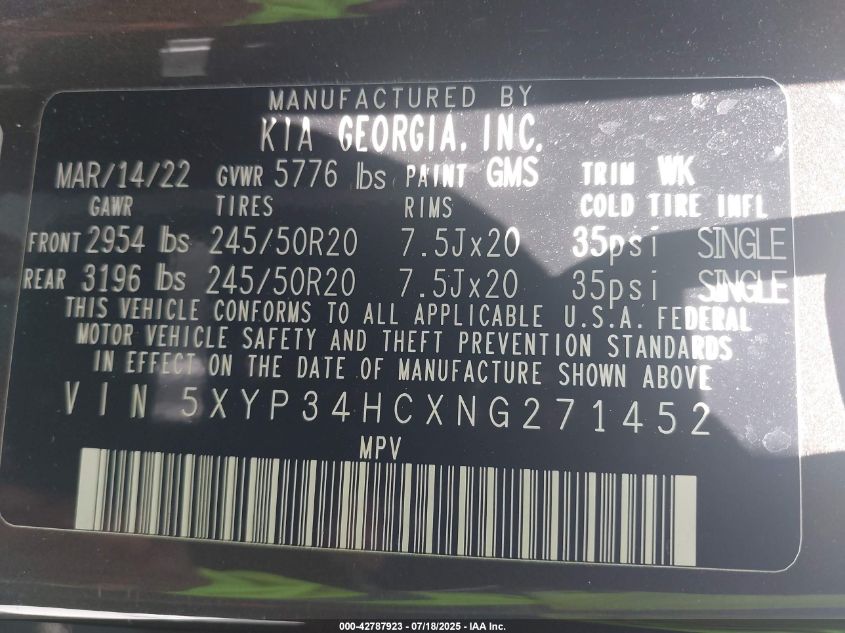 MANUFACTURED BY
KIA GEORGIA, INC.
MAR/14/22 GVWR 5776 lbs PAINT GMS TRIM WK
GAWR TIRES RIMS COLD TIRE INFL
FRONT 2954 lbs 245/50R20 7.5Jx20 35psi SINGLE
REAR 3196 lbs 245/50R20 7.5Jx20 35psi SINGLE
THIS VEHICLE CONFORMS TO ALL APPLICABLE U.S.A. FEDERAL
MOTOR VEHICLE SAFETY AND THEFT PREVENTION STANDARDS
IN EFFECT ON THE DATE OF MANUFACTURE SHOWN ABOVE
VIN 5XYP34HCXNG271452
MPV
000-42787923 - 07/18/2025 - IAA Inc.